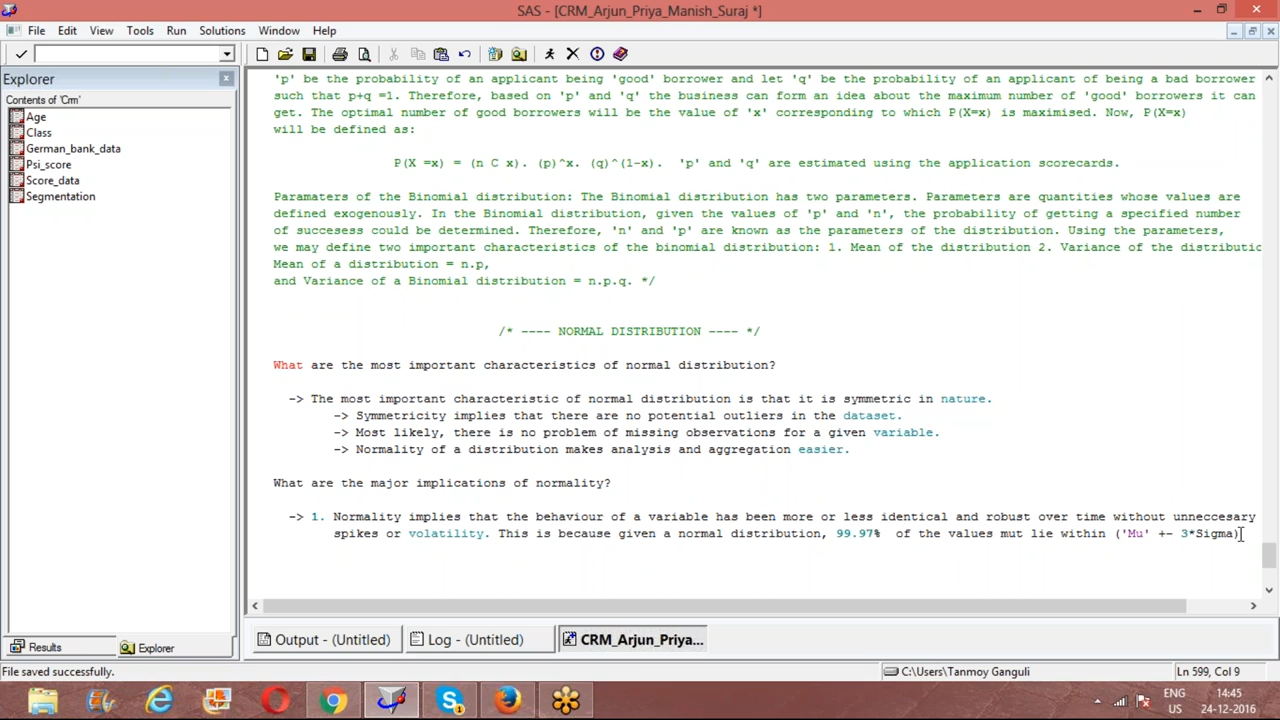 SAS - [CRM_Arjun_Priya_Manish_Suraj *]
File Edit View Tools Run Solutions Window Help
Explorer
Contents of 'Crm'
Age
Class
German_bank_data
Psi_score
Score_data
Segmentation
'p' be the probability of an applicant being 'good' borrower and let 'q' be the probability of an applicant of being a bad borrower
such that p+q =1. Therefore, based on 'p' and 'q' the business can form an idea about the maximum number of 'good' borrowers it can
get. The optimal number of good borrowers will be the value of 'x' corresponding to which P(X=x) is maximised. Now, P(X=x)
will be defined as:
P(X =x) = (n C x). (p)^x. (q)^(1-x). 'p' and 'q' are estimated using the application scorecards.
Paramaters of the Binomial distribution: The Binomial distribution has two parameters. Parameters are quantities whose values are
defined exogenously. In the Binomial distribution, given the values of 'p' and 'n', the probability of getting a specified number
of succesess could be determined. Therefore, 'n' and 'p' are known as the parameters of the distribution. Using the parameters,
we may define two important characteristics of the binomial distribution: 1. Mean of the distribution 2. Variance of the distributio
Mean of a distribution = n.p,
and Variance of a Binomial distribution = n.p.q. */
/* ---- NORMAL DISTRIBUTION ---- */
What are the most important characteristics of normal distribution?
-> The most important characteristic of normal distribution is that it is symmetric in nature.
-> Symmetricity implies that there are no potential outliers in the dataset.
-> Most likely, there is no problem of missing observations for a given variable.
-> Normality of a distribution makes analysis and aggregation easier.
What are the major implications of normality?
-> 1. Normality implies that the behaviour of a variable has been more or less identical and robust over time without unneccesary
spikes or volatility. This is because given a normal distribution, 99.97% of the values mut lie within ('Mu' +- 3*Sigma)
Results
Explorer
Output - (Untitled)
Log - (Untitled)
CRM_Arjun_Priya...
File saved successfully.
C:\Users\Tanmoy Ganguli
Ln 599, Col 9
ENG
US
14:45
24-12-2016